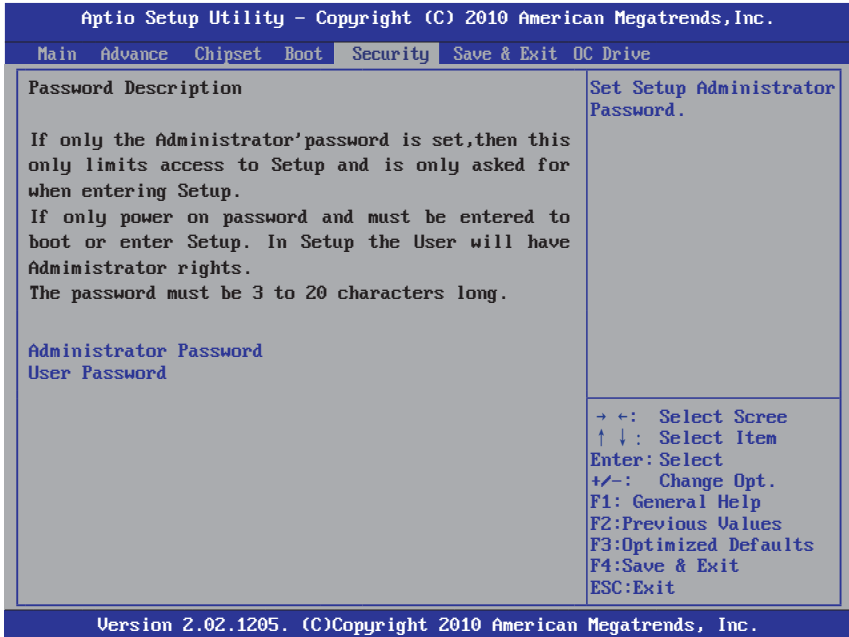 Aptio Setup Utility - Copyright (C) 2010 American Megatrends,Inc.
Main Advance Chipset Boot Security Save & Exit OC Drive
Password Description
If only the Administrator'password is set,then this
only limits access to Setup and is only asked for
when entering Setup.
If only power on password and must be entered to
boot or enter Setup. In Setup the User will have
Admimistrator rights.
The password must be 3 to 20 characters long.
Administrator Password
User Password
Set Setup Administrator
Password.
→ ←: Select Scree
↑ ↓: Select Item
Enter: Select
+/-: Change Opt.
F1: General Help
F2:Previous Values
F3:Optimized Defaults
F4:Save & Exit
ESC:Exit
Version 2.02.1205. (C)Copyright 2010 American Megatrends, Inc.